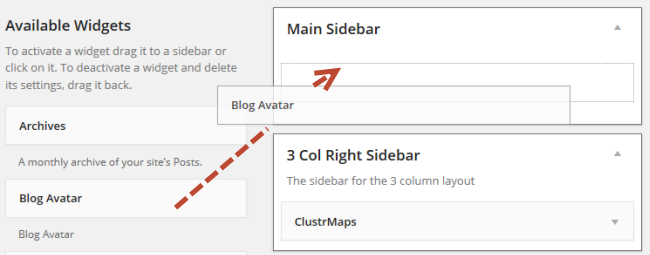 Available Widgets
To activate a widget drag it to a sidebar or
click on it. To deactivate a widget and delete
its settings, drag it back.
Archives
A monthly archive of your site's Posts.
Blog Avatar
Blog Avatar
Main Sidebar
Blog Avatar
3 Col Right Sidebar
The sidebar for the 3 column layout
ClustrMaps